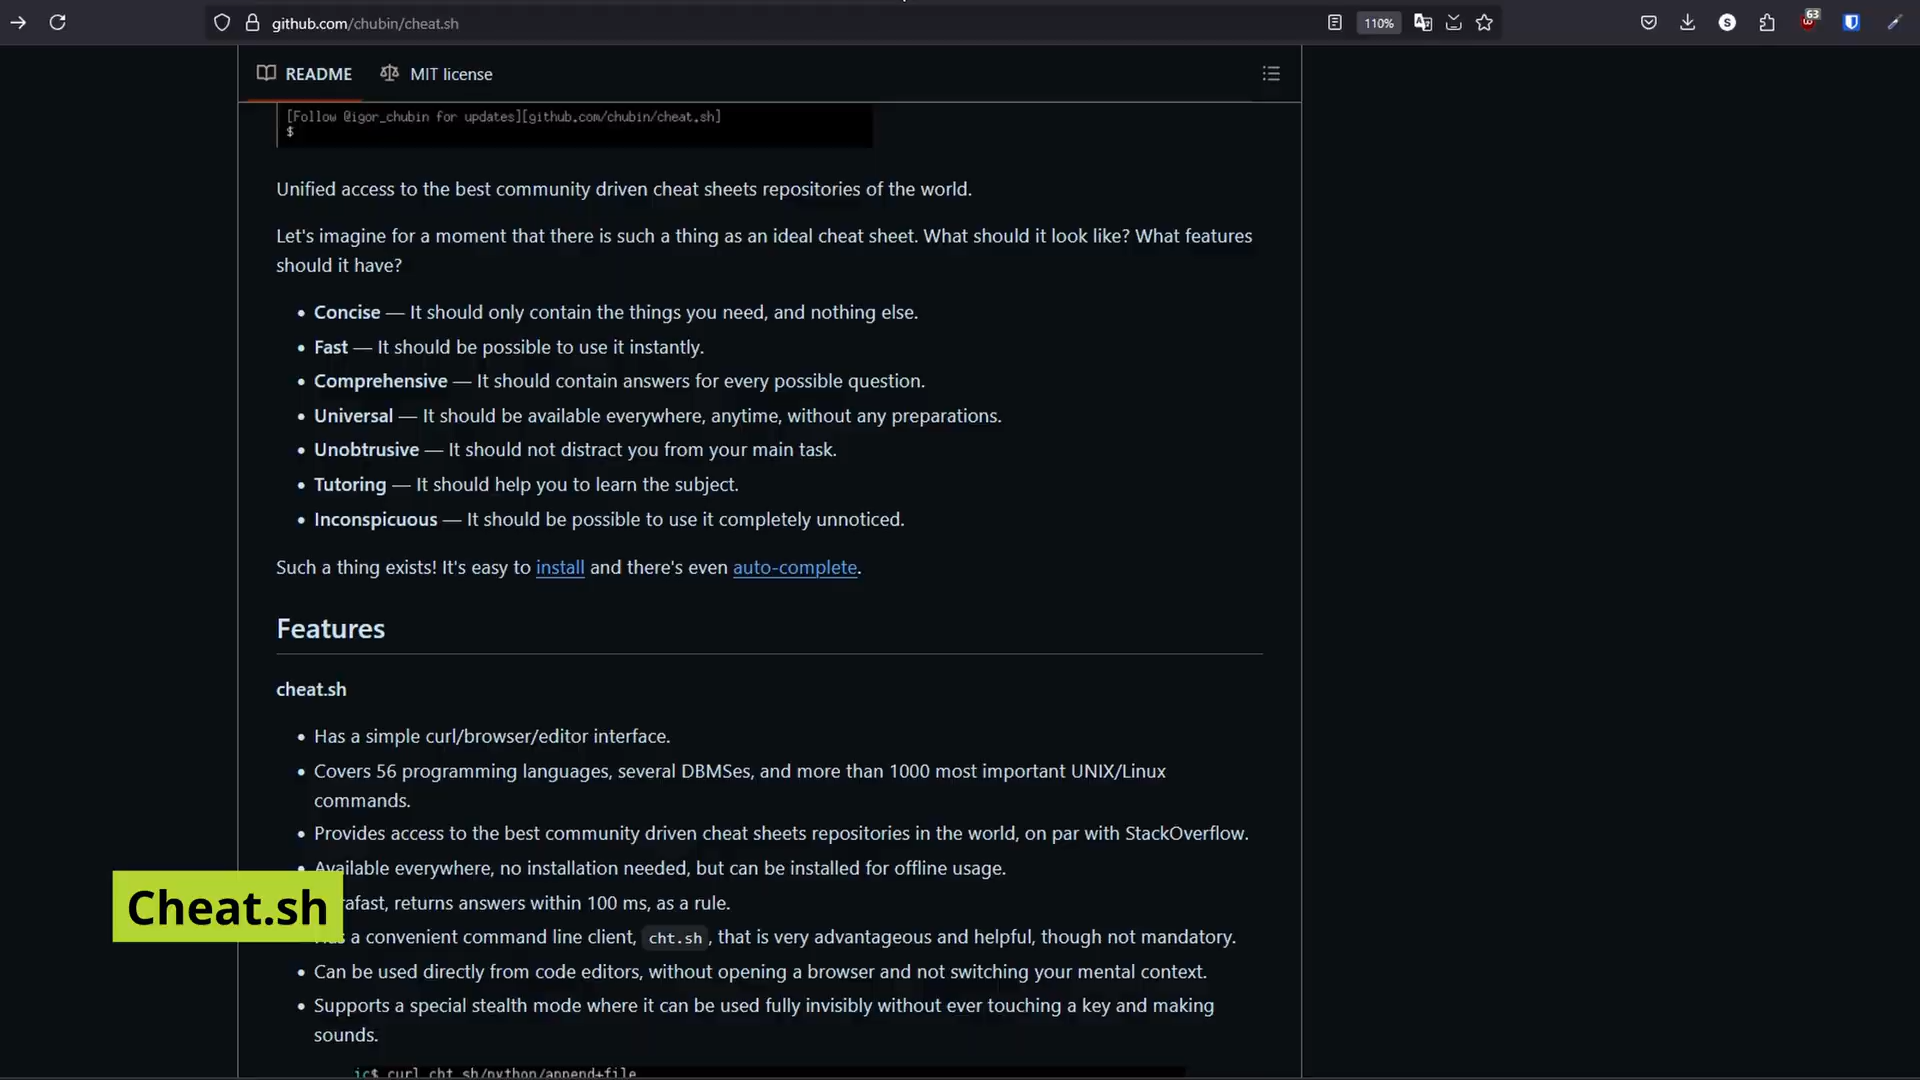 github.com/chubin/cheat.sh
110%
S
63
README
MIT license
[Follow @igor_chubin for updates][github.com/chubin/cheat.sh]
$
Unified access to the best community driven cheat sheets repositories of the world.
Let's imagine for a moment that there is such a thing as an ideal cheat sheet. What should it look like? What features
should it have?
• Concise — It should only contain the things you need, and nothing else.
• Fast — It should be possible to use it instantly.
• Comprehensive — It should contain answers for every possible question.
• Universal — It should be available everywhere, anytime, without any preparations.
• Unobtrusive — It should not distract you from your main task.
• Tutoring — It should help you to learn the subject.
• Inconspicuous — It should be possible to use it completely unnoticed.
Such a thing exists! It's easy to install and there's even auto-complete.
Features
cheat.sh
• Has a simple curl/browser/editor interface.
• Covers 56 programming languages, several DBMSes, and more than 1000 most important UNIX/Linux
commands.
• Provides access to the best community driven cheat sheets repositories in the world, on par with StackOverflow.
• Available everywhere, no installation needed, but can be installed for offline usage.
Cheat.sh
rafast, returns answers within 100 ms, as a rule.
a convenient command line client, cht.sh, that is very advantageous and helpful, though not mandatory.
• Can be used directly from code editors, without opening a browser and not switching your mental context.
• Supports a special stealth mode where it can be used fully invisibly without ever touching a key and making
sounds.
ic$ curl cht.sh/python/append+file